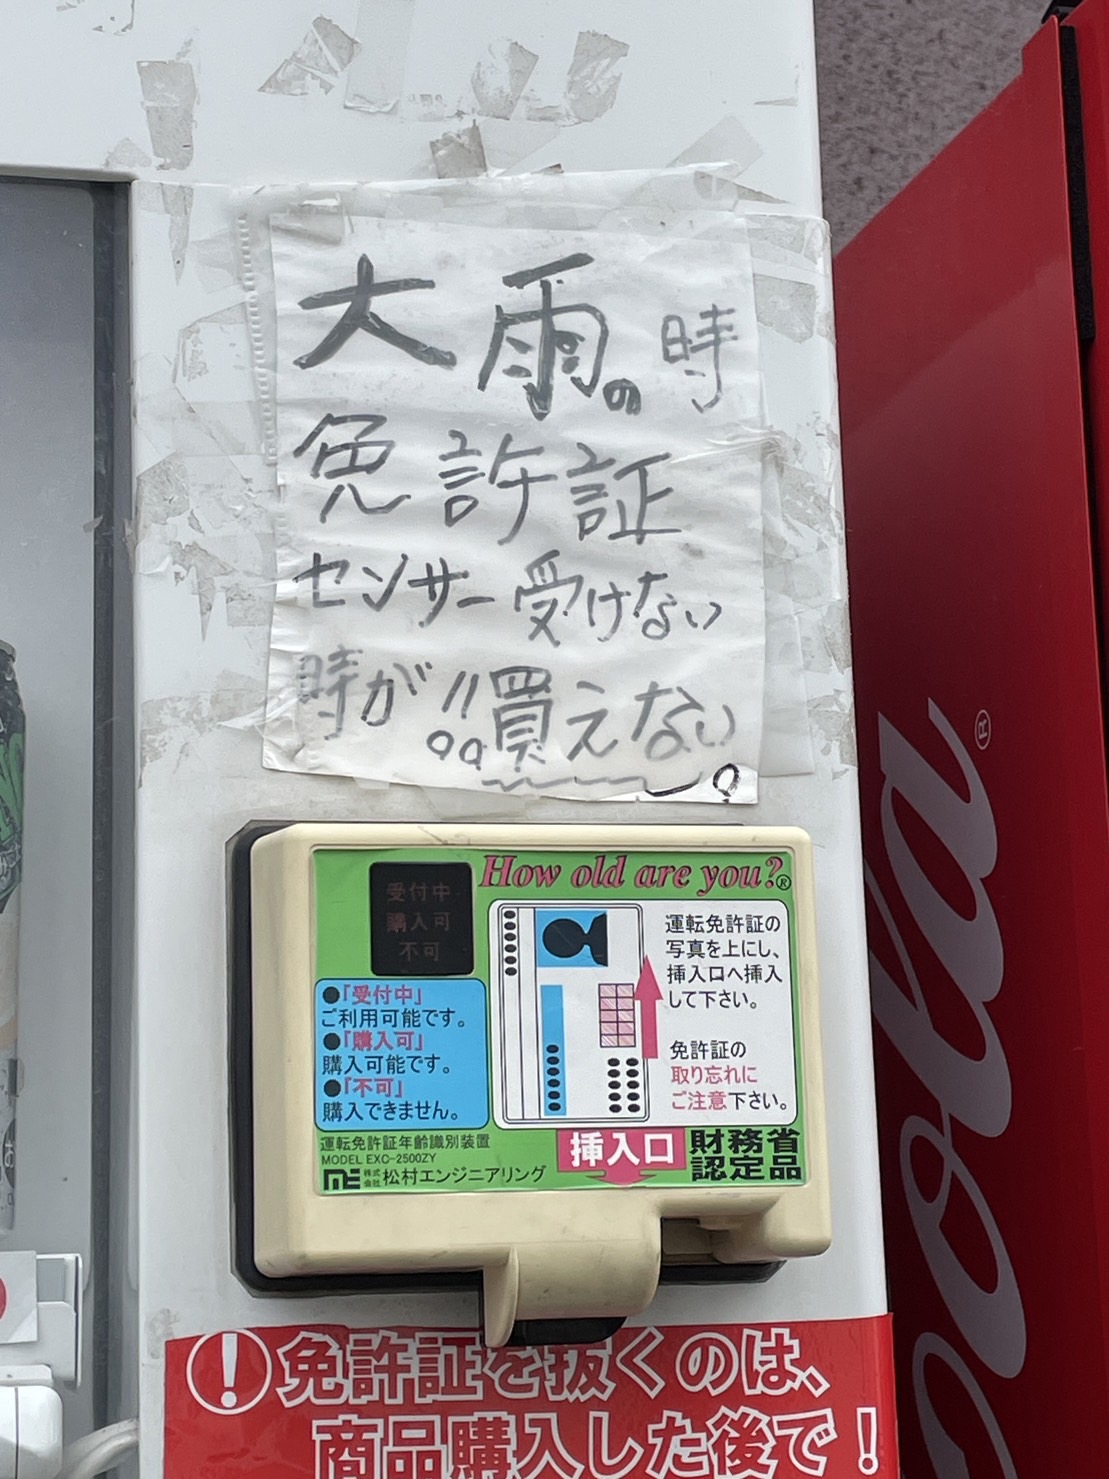 大雨の時
免許証
センサー受けない
時が!!買えない。
How old are you?®
受付中
購入可
不可
運転免許証の
写真を上にし、
挿入口へ挿入
して下さい。
免許証の
取り忘れに
ご注意下さい。
●「受付中」
ご利用可能です。
●「購入可」
購入可能です。
●「不可」
購入できません。
運転免許証年齢識別装置
MODEL EXC-2500ZY
ME 株式会社 松村エンジニアリング
挿入口
財務省
認定品
!免許証を抜くのは、
商品購入した後で!
®